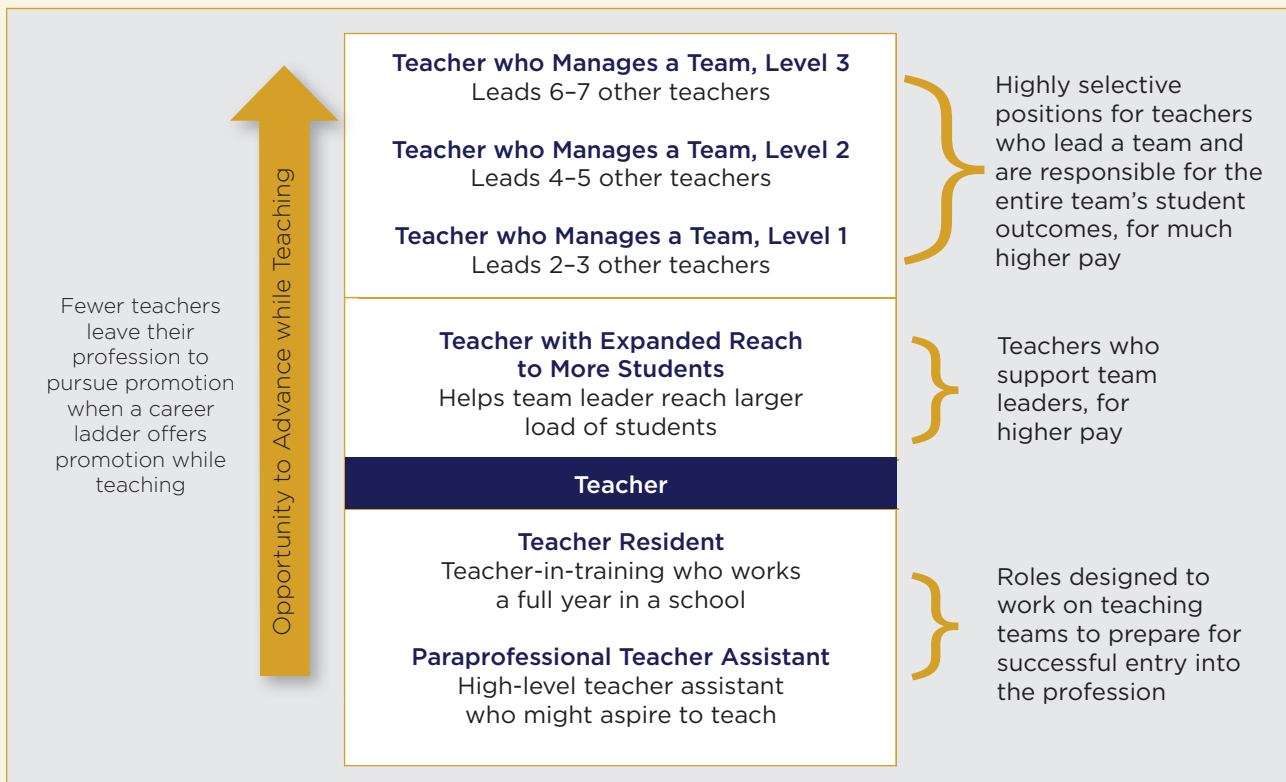 Fewer teachers
leave their
profession to
pursue promotion
when a career
ladder offers
promotion while
teaching
Opportunity to Advance while Teaching
Teacher who Manages a Team, Level 3
Leads 6–7 other teachers
Teacher who Manages a Team, Level 2
Leads 4–5 other teachers
Teacher who Manages a Team, Level 1
Leads 2–3 other teachers
Highly selective
positions for teachers
who lead a team and
are responsible for the
entire team’s student
outcomes, for much
higher pay
Teacher with Expanded Reach
to More Students
Helps team leader reach larger
load of students
Teachers who
support team
leaders, for
higher pay
Teacher
Teacher Resident
Teacher-in-training who works
a full year in a school
Paraprofessional Teacher Assistant
High-level teacher assistant
who might aspire to teach
Roles designed to
work on teaching
teams to prepare for
successful entry into
the profession